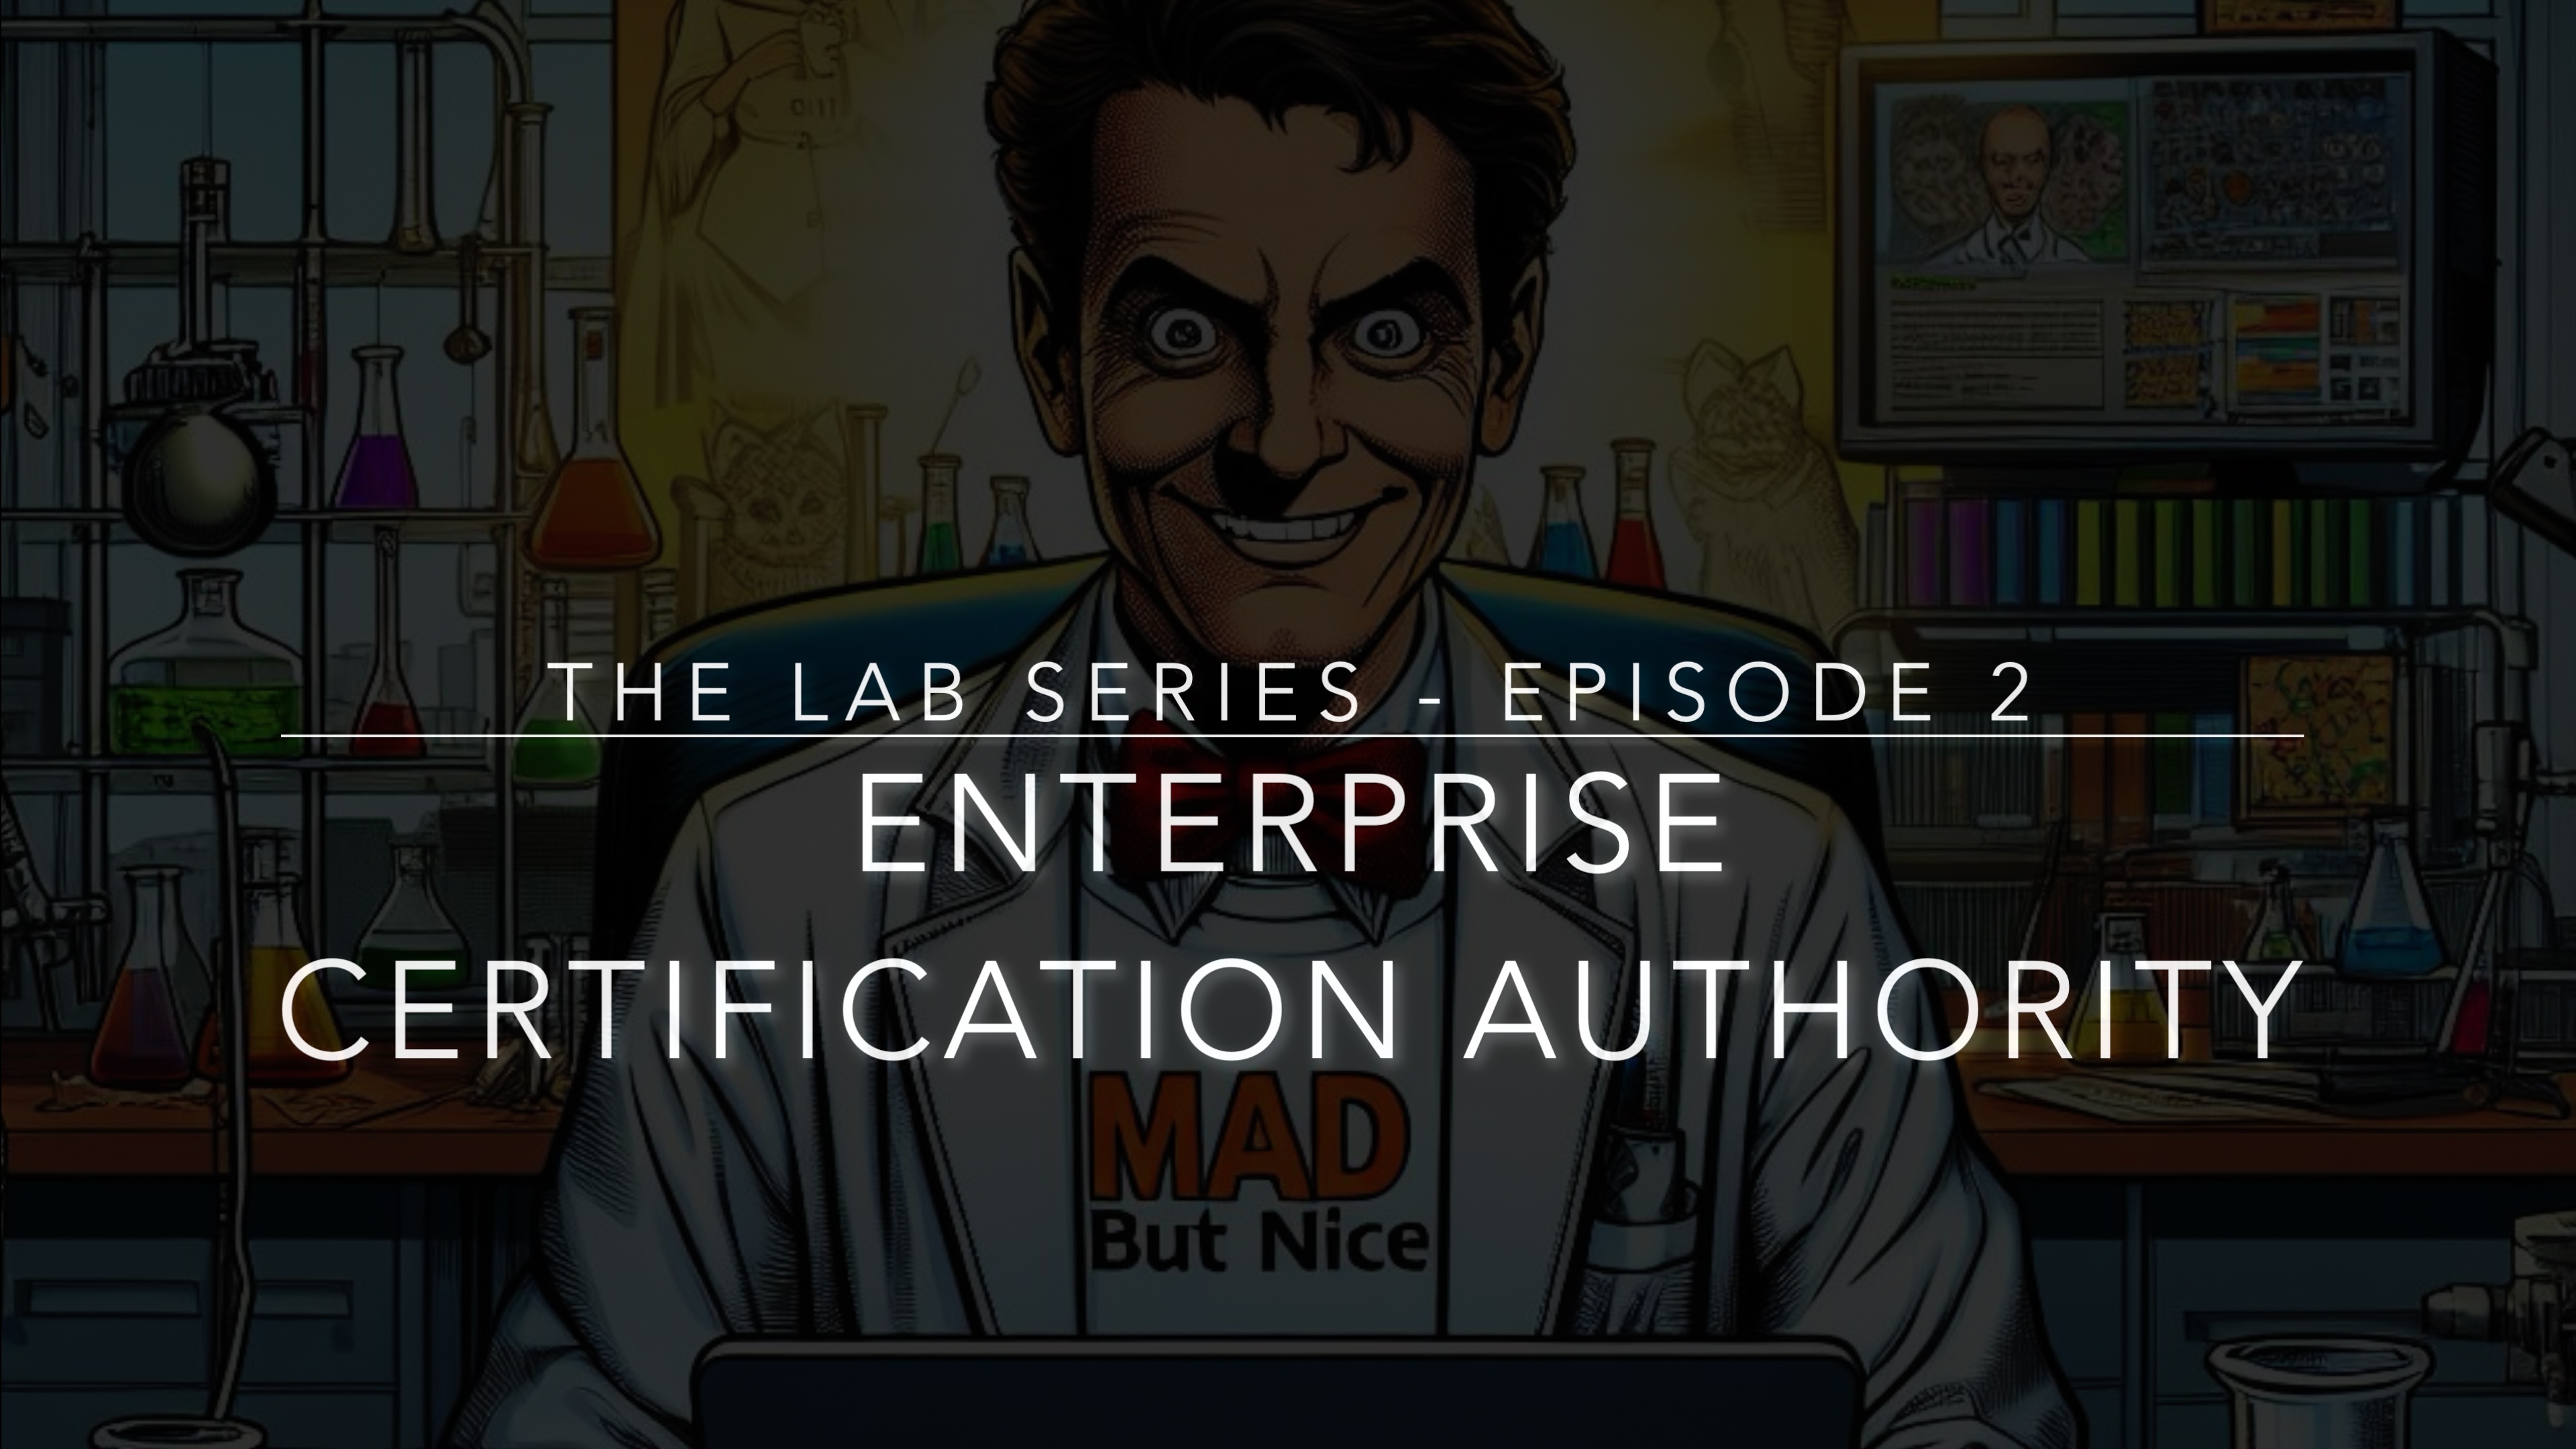 THE LAB SERIES - EPISODE 2
ENTERPRISE
CERTIFICATION AUTHORITY
MAD
But Nice